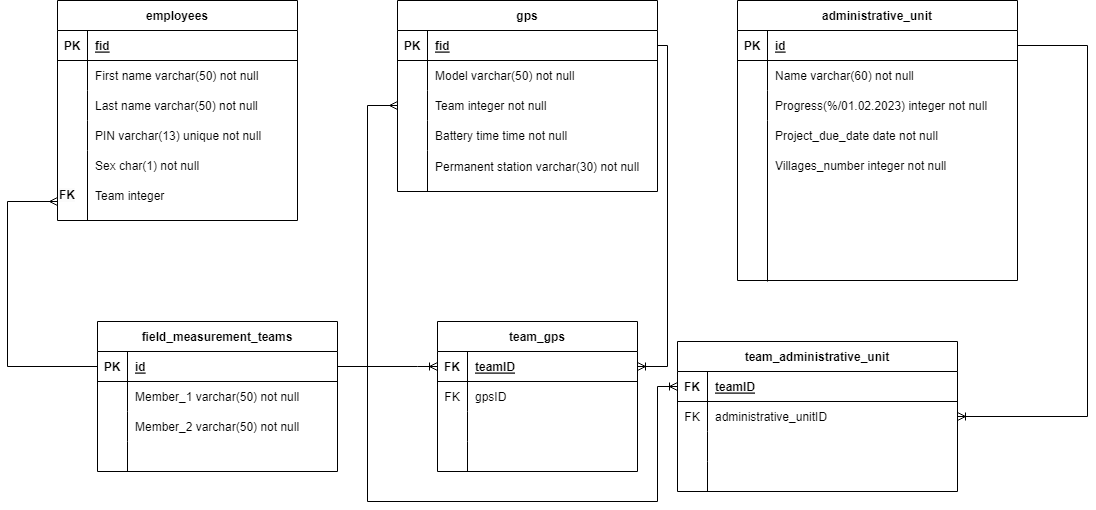 employees
PK fid
First name varchar(50) not null
Last name varchar(50) not null
PIN varchar(13) unique not null
Sex char(1) not null
FK Team integer
gps
PK fid
Model varchar(50) not null
Team integer not null
Battery time time not null
Permanent station varchar(30) not null
administrative_unit
PK id
Name varchar(60) not null
Progress(%/01.02.2023) integer not null
Project_due_date date not null
Villages_number integer not null
field_measurement_teams
PK id
Member_1 varchar(50) not null
Member_2 varchar(50) not null
team_gps
FK teamID
FK gpsID
team_administrative_unit
FK teamID
FK administrative_unitID